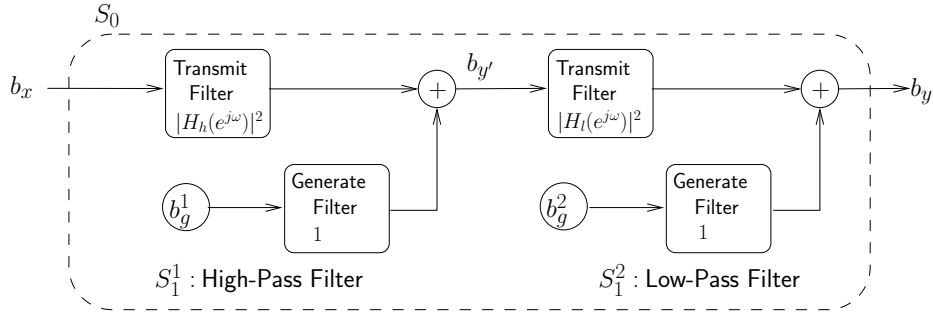 S_0
b_x
Transmit
Filter
|H_h(e^{jω})|^2
+
b_{y'}
Transmit
Filter
|H_l(e^{jω})|^2
+
b_y
b_g^1
Generate
Filter
1
b_g^2
Generate
Filter
1
S_1^1 : High-Pass Filter
S_1^2 : Low-Pass Filter